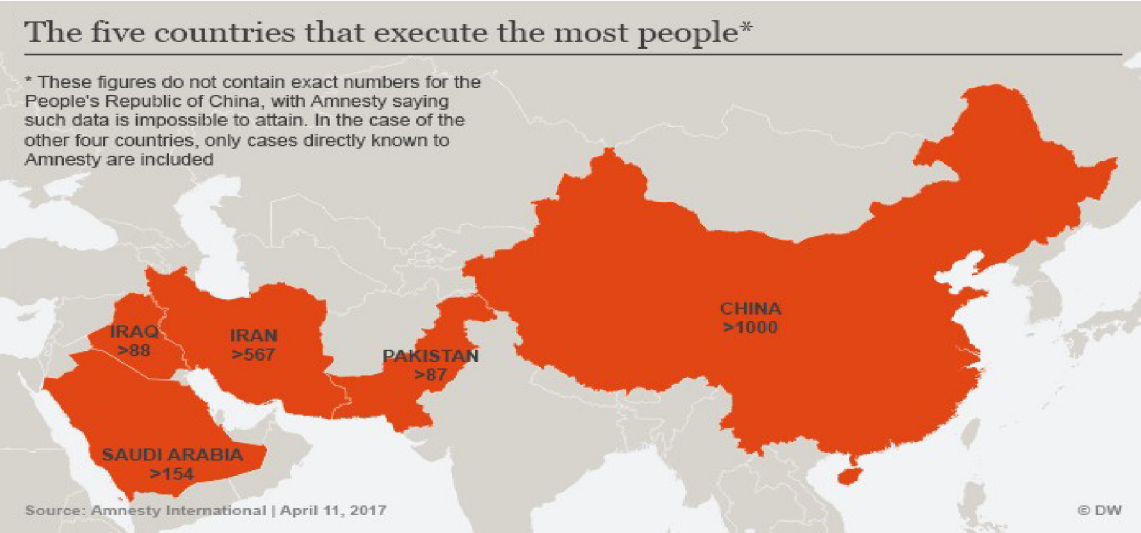 The five countries that execute the most people*
* These figures do not contain exact numbers for the
People's Republic of China, with Amnesty saying
such data is impossible to attain. In the case of the
other four countries, only cases directly known to
Amnesty are included
CHINA
>1000
IRAQ
>88
IRAN
>567
PAKISTAN
>87
SAUDI ARABIA
>154
Source: Amnesty International | April 11, 2017
© DW